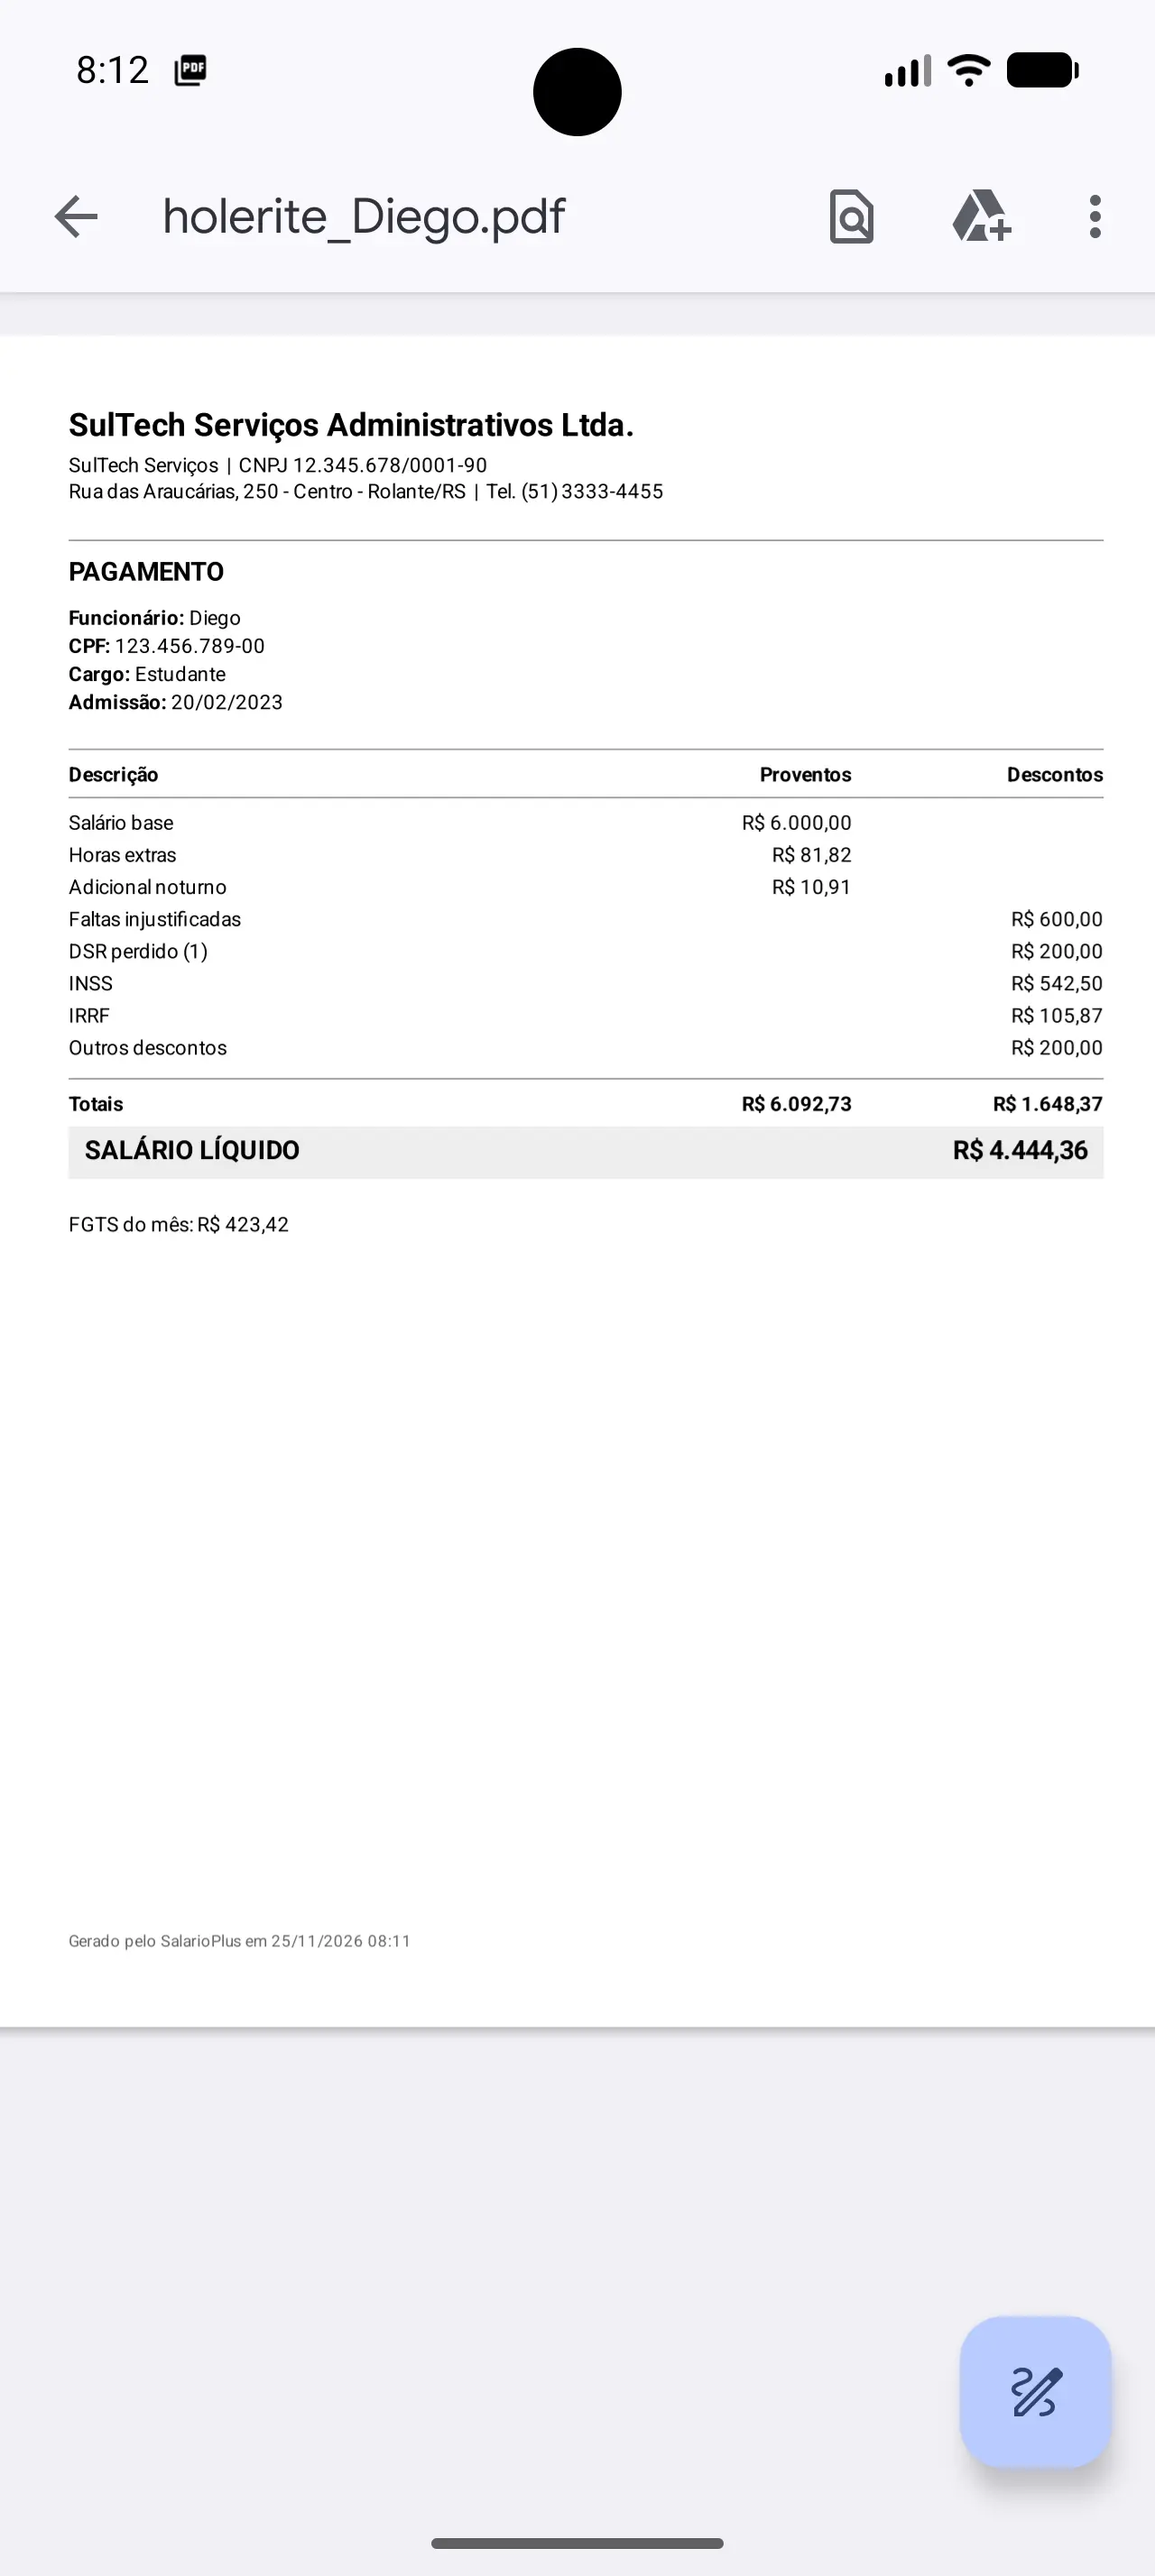 8:12 PDF
holerite_Diego.pdf
SulTech Serviços Administrativos Ltda.
SulTech Serviços | CNPJ 12.345.678/0001-90
Rua das Araucárias, 250 - Centro - Rolante/RS | Tel. (51) 3333-4455
PAGAMENTO
Funcionário: Diego
CPF: 123.456.789-00
Cargo: Estudante
Admissão: 20/02/2023
Descrição Proventos Descontos
Salário base R$ 6.000,00
Horas extras R$ 81,82
Adicional noturno R$ 10,91
Faltas injustificadas R$ 600,00
DSR perdido (1) R$ 200,00
INSS R$ 542,50
IRRF R$ 105,87
Outros descontos R$ 200,00
Totais R$ 6.092,73 R$ 1.648,37
SALÁRIO LÍQUIDO R$ 4.444,36
FGTS do mês: R$ 423,42
Gerado pelo SalarioPlus em 25/11/2026 08:11